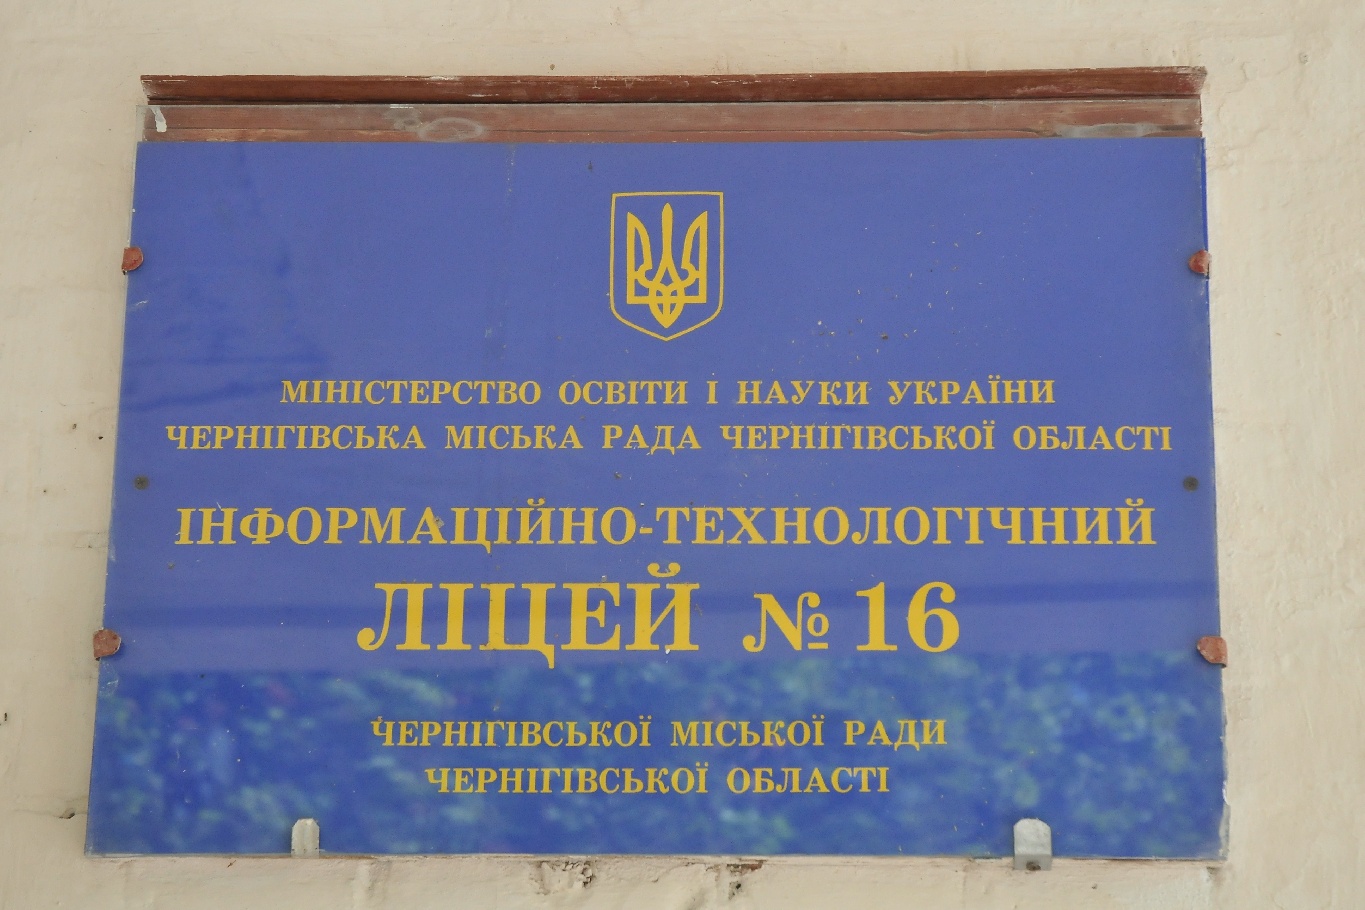 МІНІСТЕРСТВО ОСВІТИ І НАУКИ УКРАЇНИ
ЧЕРНІГІВСЬКА МІСЬКА РАДА ЧЕРНІГІВСЬКОЇ ОБЛАСТІ
ІНФОРМАЦІЙНО-ТЕХНОЛОГІЧНИЙ
ЛІЦЕЙ № 16
ЧЕРНІГІВСЬКОЇ МІСЬКОЇ РАДИ
ЧЕРНІГІВСЬКОЇ ОБЛАСТІ